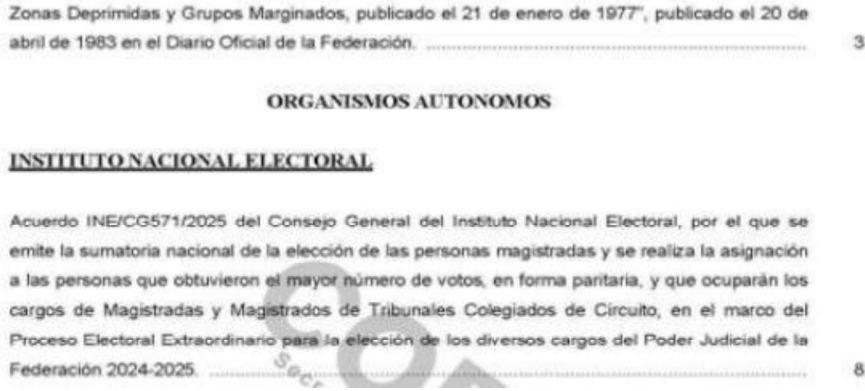 Zonas Deprimidas y Grupos Marginados, publicado el 21 de enero de 1977", publicado el 20 de
abril de 1983 en el Diario Oficial de la Federación. ........................................ 3
ORGANISMOS AUTONOMOS
INSTITUTO NACIONAL ELECTORAL
Acuerdo INE/CG571/2025 del Consejo General del Instituto Nacional Electoral, por el que se
emite la sumatoria nacional de la elección de las personas magistradas y se realiza la asignación
a las personas que obtuvieron el mayor número de votos, en forma paritaria, y que ocuparán los
cargos de Magistradas y Magistrados de Tribunales Colegiados de Circuito, en el marco del
Proceso Electoral Extraordinario para la elección de los diversos cargos del Poder Judicial de la
Federación 2024-2025. ........................................ 8